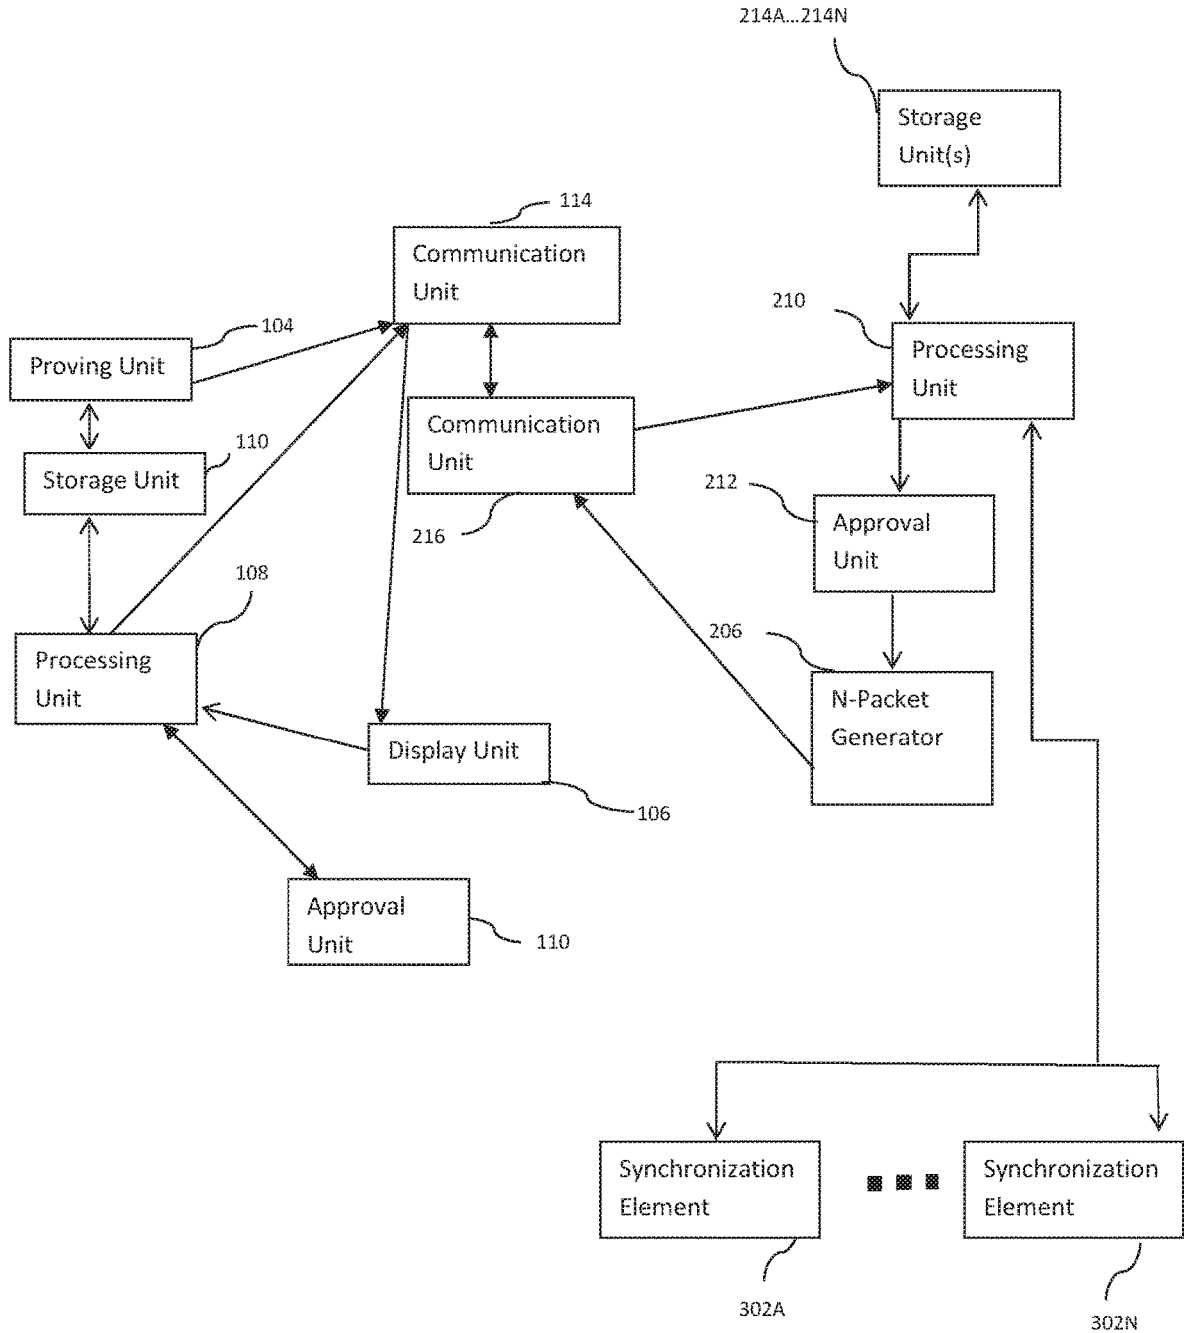 214A...214N
Storage
Unit(s)
114
Communication
Unit
210
Processing
Unit
104
Proving Unit
110
Storage Unit
Communication
Unit
216
212
Approval
Unit
108
Processing
Unit
206
N-Packet
Generator
Display Unit
106
Approval
Unit
110
Synchronization
Element
Synchronization
Element
302A
302N